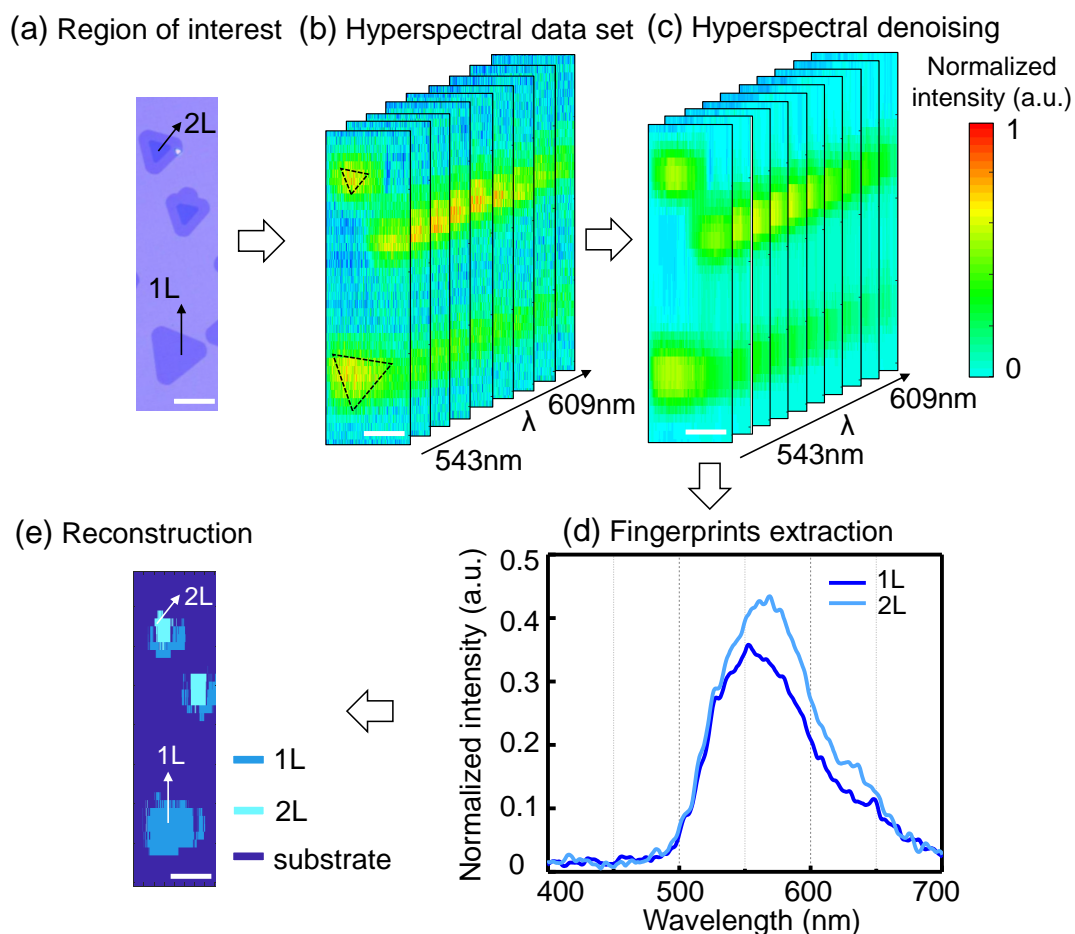 (a) Region of interest
2L
1L
(b) Hyperspectral data set
543nm
λ
609nm
(c) Hyperspectral denoising
543nm
λ
609nm
Normalized
intensity (a.u.)
1
0
(d) Fingerprints extraction
Normalized intensity (a.u.)
0.5
0.4
0.3
0.2
0.1
0
400
500
600
700
Wavelength (nm)
1L
2L
(e) Reconstruction
2L
1L
1L
2L
substrate